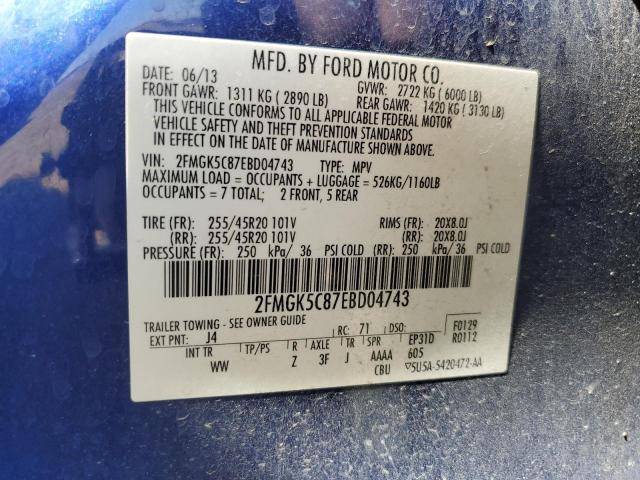 MFD. BY FORD MOTOR CO.
DATE: 06/13 GVWR: 2722 KG ( 6000 LB)
FRONT GAWR: 1311 KG ( 2890 LB) REAR GAWR: 1420 KG ( 3130 LB)
THIS VEHICLE CONFORMS TO ALL APPLICABLE FEDERAL MOTOR
VEHICLE SAFETY AND THEFT PREVENTION STANDARDS
IN EFFECT ON THE DATE OF MANUFACTURE SHOWN ABOVE.
VIN: 2FMGK5C87EBD04743 TYPE: MPV
MAXIMUM LOAD = OCCUPANTS + LUGGAGE = 526KG/1160LB
OCCUPANTS = 7 TOTAL; 2 FRONT, 5 REAR
TIRE (FR): 255/45R20 101V RIMS (FR): 20X8.0J
(RR): 255/45R20 101V (RR): 20X8.0J
PRESSURE (FR): 250 kPa/ 36 PSI COLD (RR) 250 kPa/ 36 PSI COLD
2FMGK5C87EBD04743
TRAILER TOWING - SEE OWNER GUIDE
EXT PNT: J4 RC: 71 DSO: F0129
INT TR TP/PS R AXLE TR SPR EP31D R0112
WW Z 3F J AAAA 605
CBU ▽5U5A-5420472-AA